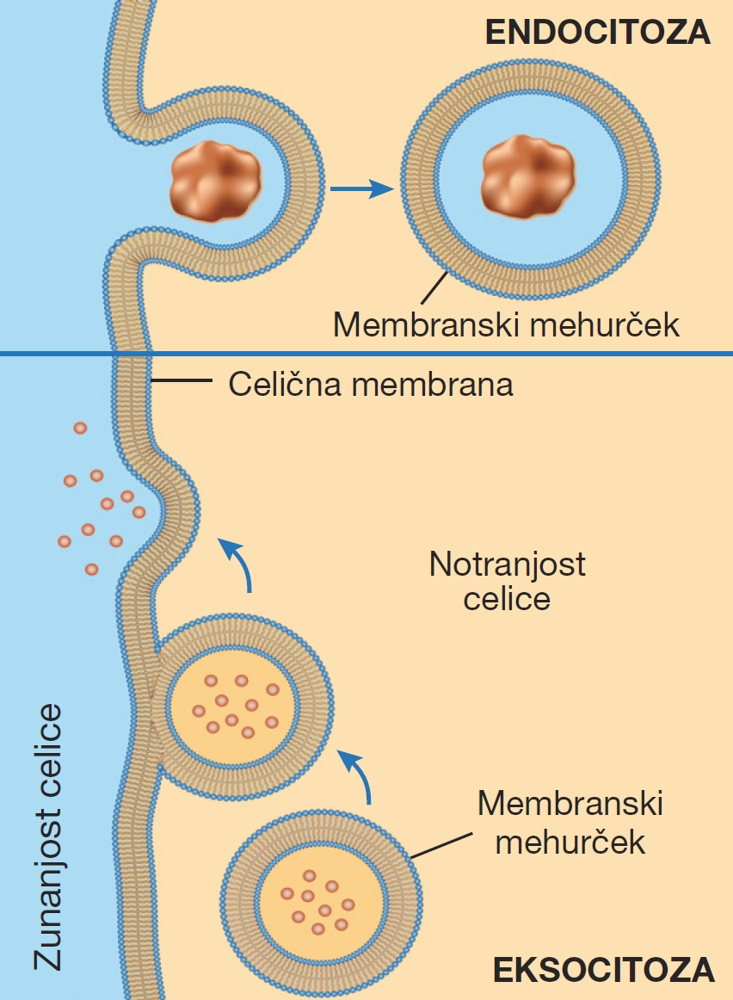 ENDOCITOZA
Membranski mehurček
Celična membrana
Notranjost
celice
Zunanjost celice
Membranski
mehurček
EKSOCITOZA